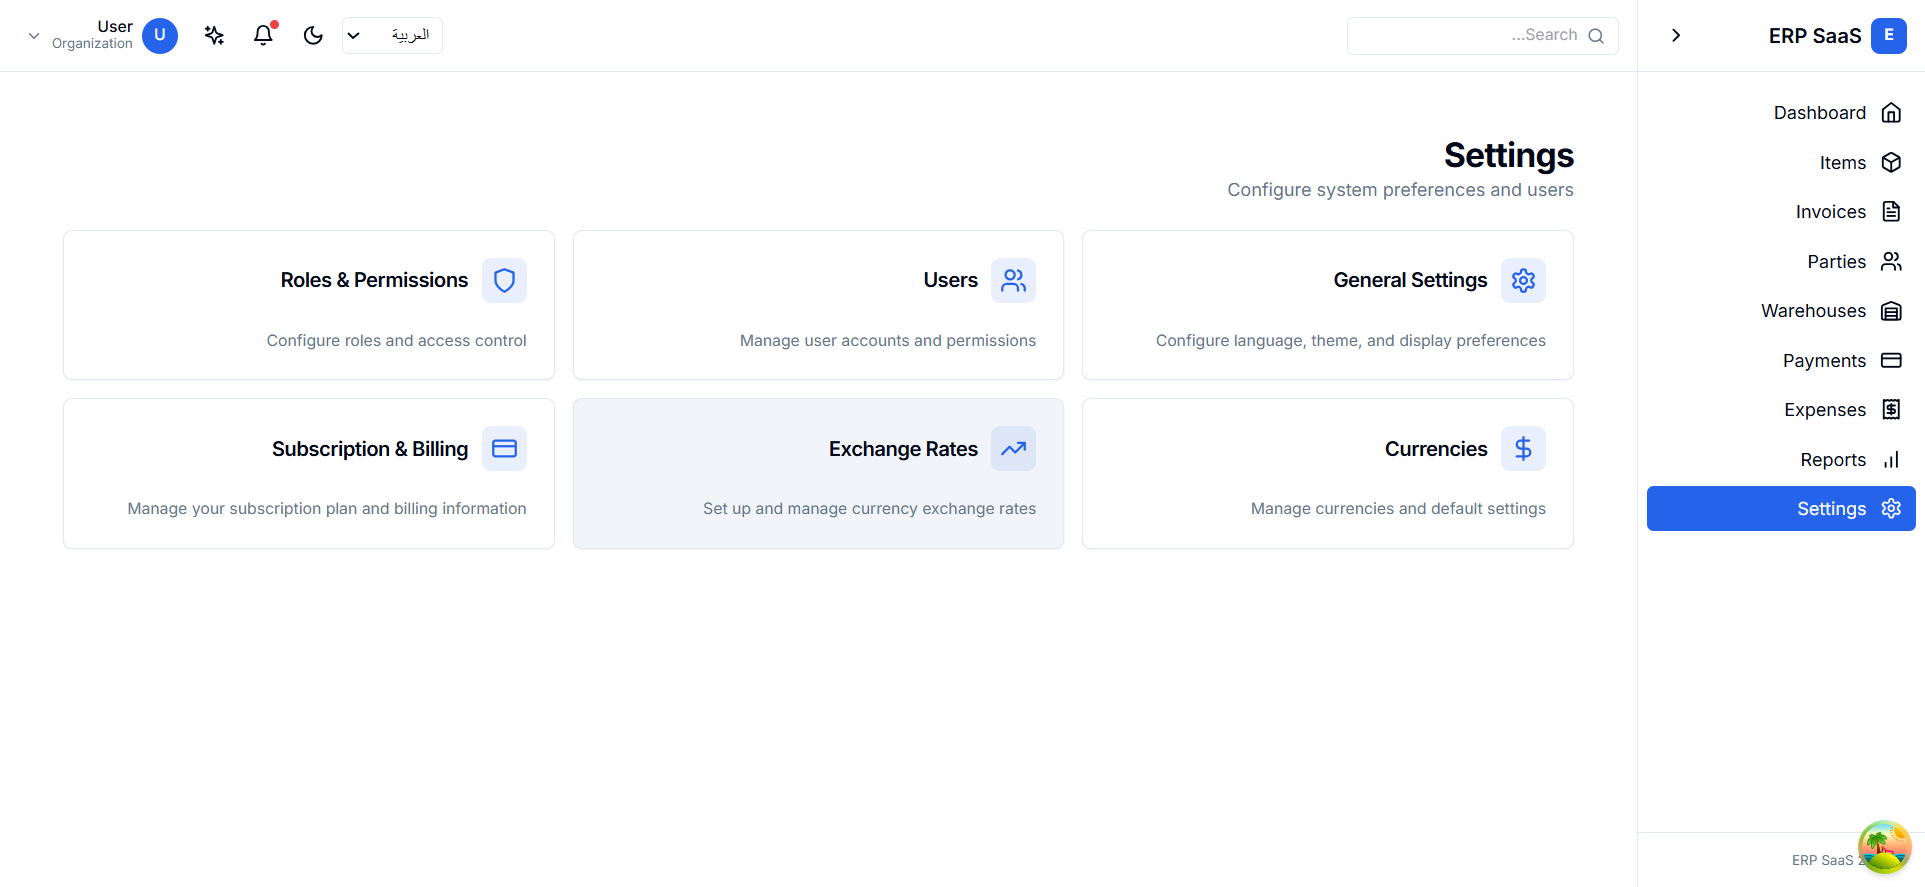 ERP SaaS
E
...Search
العربية
U
User
Organization
Dashboard
Items
Invoices
Parties
Warehouses
Payments
Expenses
Reports
Settings
Settings
Configure system preferences and users
General Settings
Configure language, theme, and display preferences
Users
Manage user accounts and permissions
Roles & Permissions
Configure roles and access control
Currencies
Manage currencies and default settings
Exchange Rates
Set up and manage currency exchange rates
Subscription & Billing
Manage your subscription plan and billing information
ERP SaaS